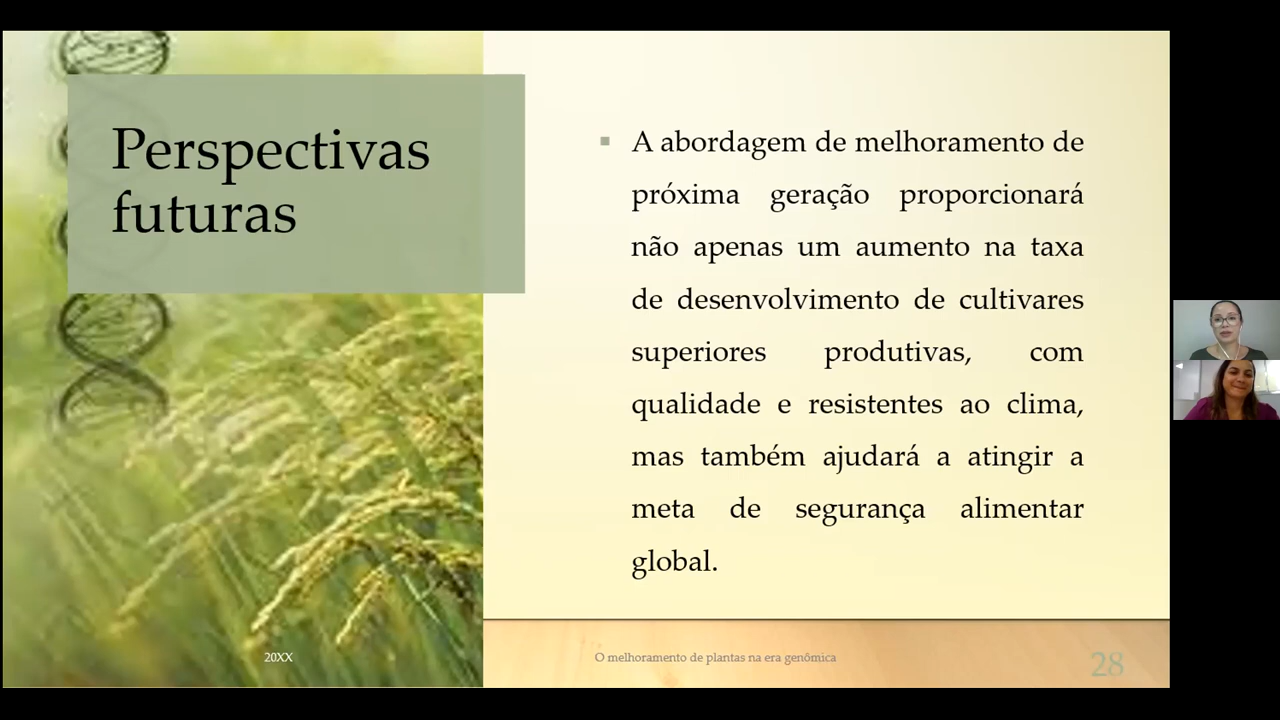 Perspectivas
futuras
▪ A abordagem de melhoramento de
próxima geração proporcionará
não apenas um aumento na taxa
de desenvolvimento de cultivares
superiores produtivas, com
qualidade e resistentes ao clima,
mas também ajudará a atingir a
meta de segurança alimentar
global.
20XX
O melhoramento de plantas na era genômica
28